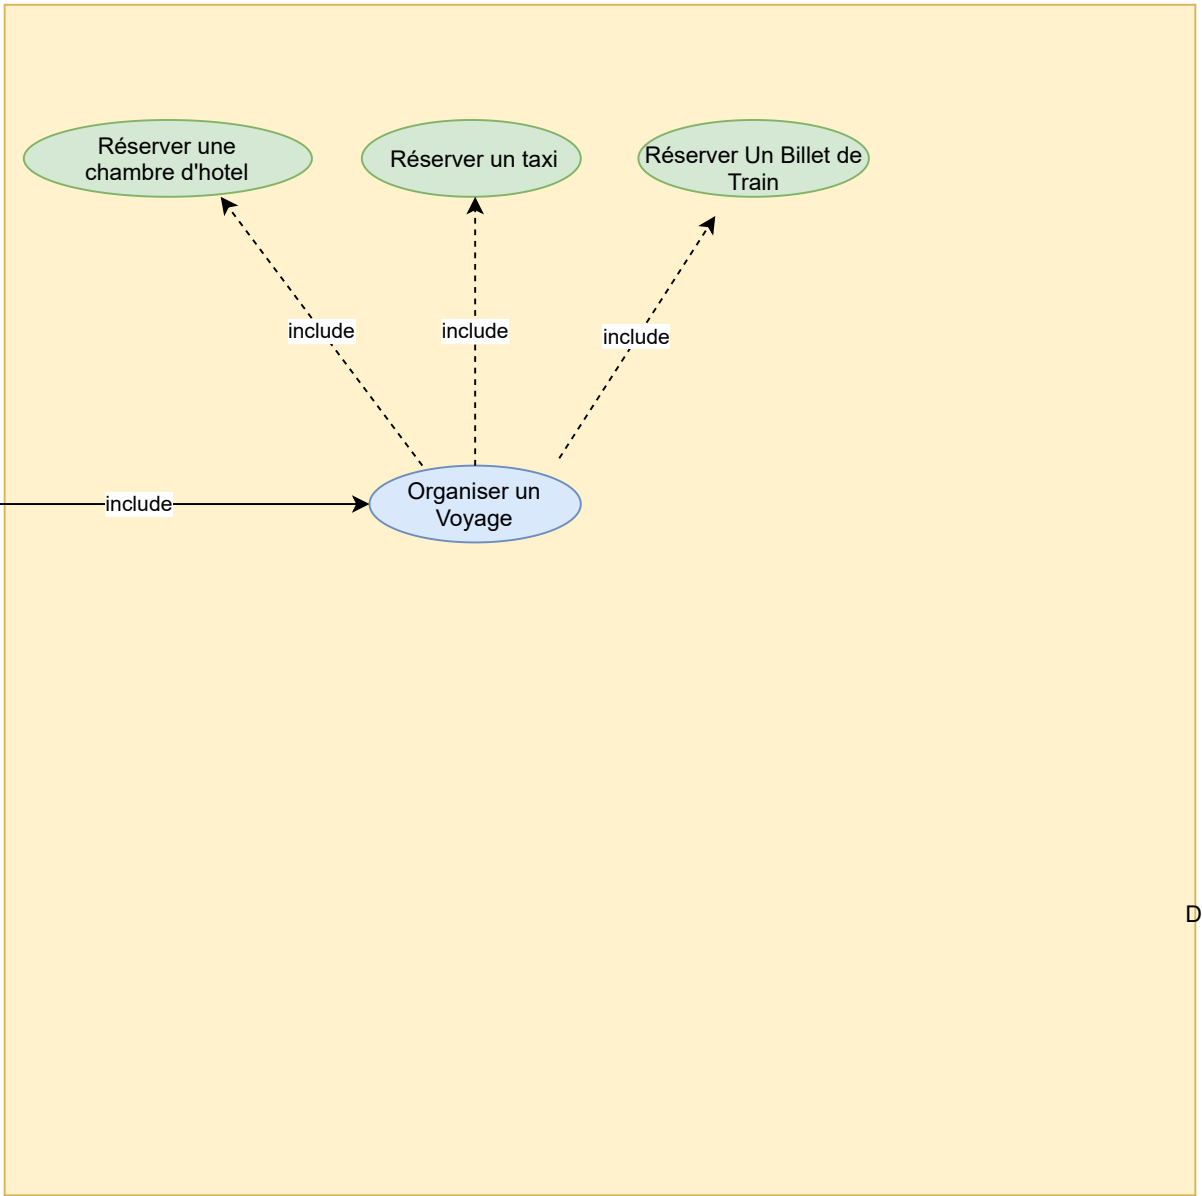 Réserver une
chambre d'hotel
Réserver un taxi
Réserver Un Billet de
Train
include
include
include
include
Organiser un
Voyage
D